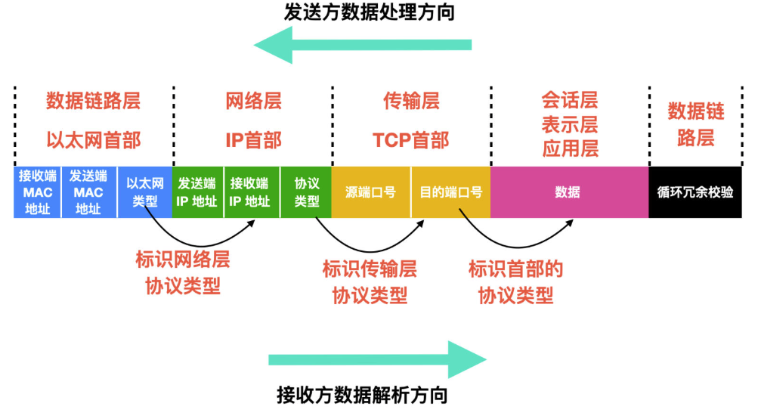 发送方数据处理方向
数据链路层
以太网首部
网络层
IP首部
传输层
TCP首部
会话层
表示层
应用层
数据链
路层
接收端
MAC
地址
发送端
MAC
地址
以太网
类型
发送端
IP 地址
接收端
IP 地址
协议
类型
源端口号
目的端口号
数据
循环冗余校验
标识网络层
协议类型
标识传输层
协议类型
标识首部的
协议类型
接收方数据解析方向